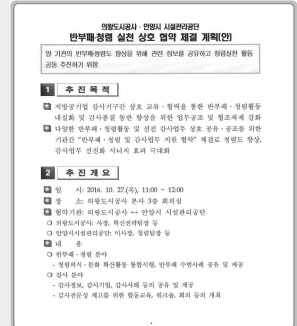 의왕도시공사 - 안양시 시설관리공단
반부패·청렴 실천 상호 협약 체결 계획(안)
양 기관의 반부패·청렴도 향상을 위해 관련 정보를 공유하고 청렴실천 활동
공동 추진하기 위함
1 추 진 목 적
지방공기업 감사기구간 상호 교류·협력을 통한 반부패·청렴활동
내실화 및 감사품질 동반 향상을 위한 업무공조 및 협조체계 강화
다양한 반부패·청렴활동 및 선진 감사업무 상호 공유·공조를 위한
기관간 "반부패·청렴 및 감사업무 지원 협약" 체결로 청렴도 향상,
감사업무 선진화 시너지 효과 극대화
2 추 진 개 요
일 시: 2016. 10. 27.(목), 11:00 ~ 12:00
장 소: 의왕도시공사 본사 3층 회의실
협약기관: 의왕도시공사 ↔ 안양시 시설관리공단
○ 의왕도시공사: 사장, 혁신전략팀장 등
○ 안양시시설관리공단: 이사장, 청렴팀장 등
내 용
○ 반부패·청렴 분야
- 청렴의식·문화 확산활동 통합시행, 반부패 수범사례 공유 및 제공
○ 감사 분야
- 감사정보, 감사기법, 감사사례 등의 공유 및 제공
- 감사전문성 제고를 위한 합동교육, 워크숍, 회의 등의 개최